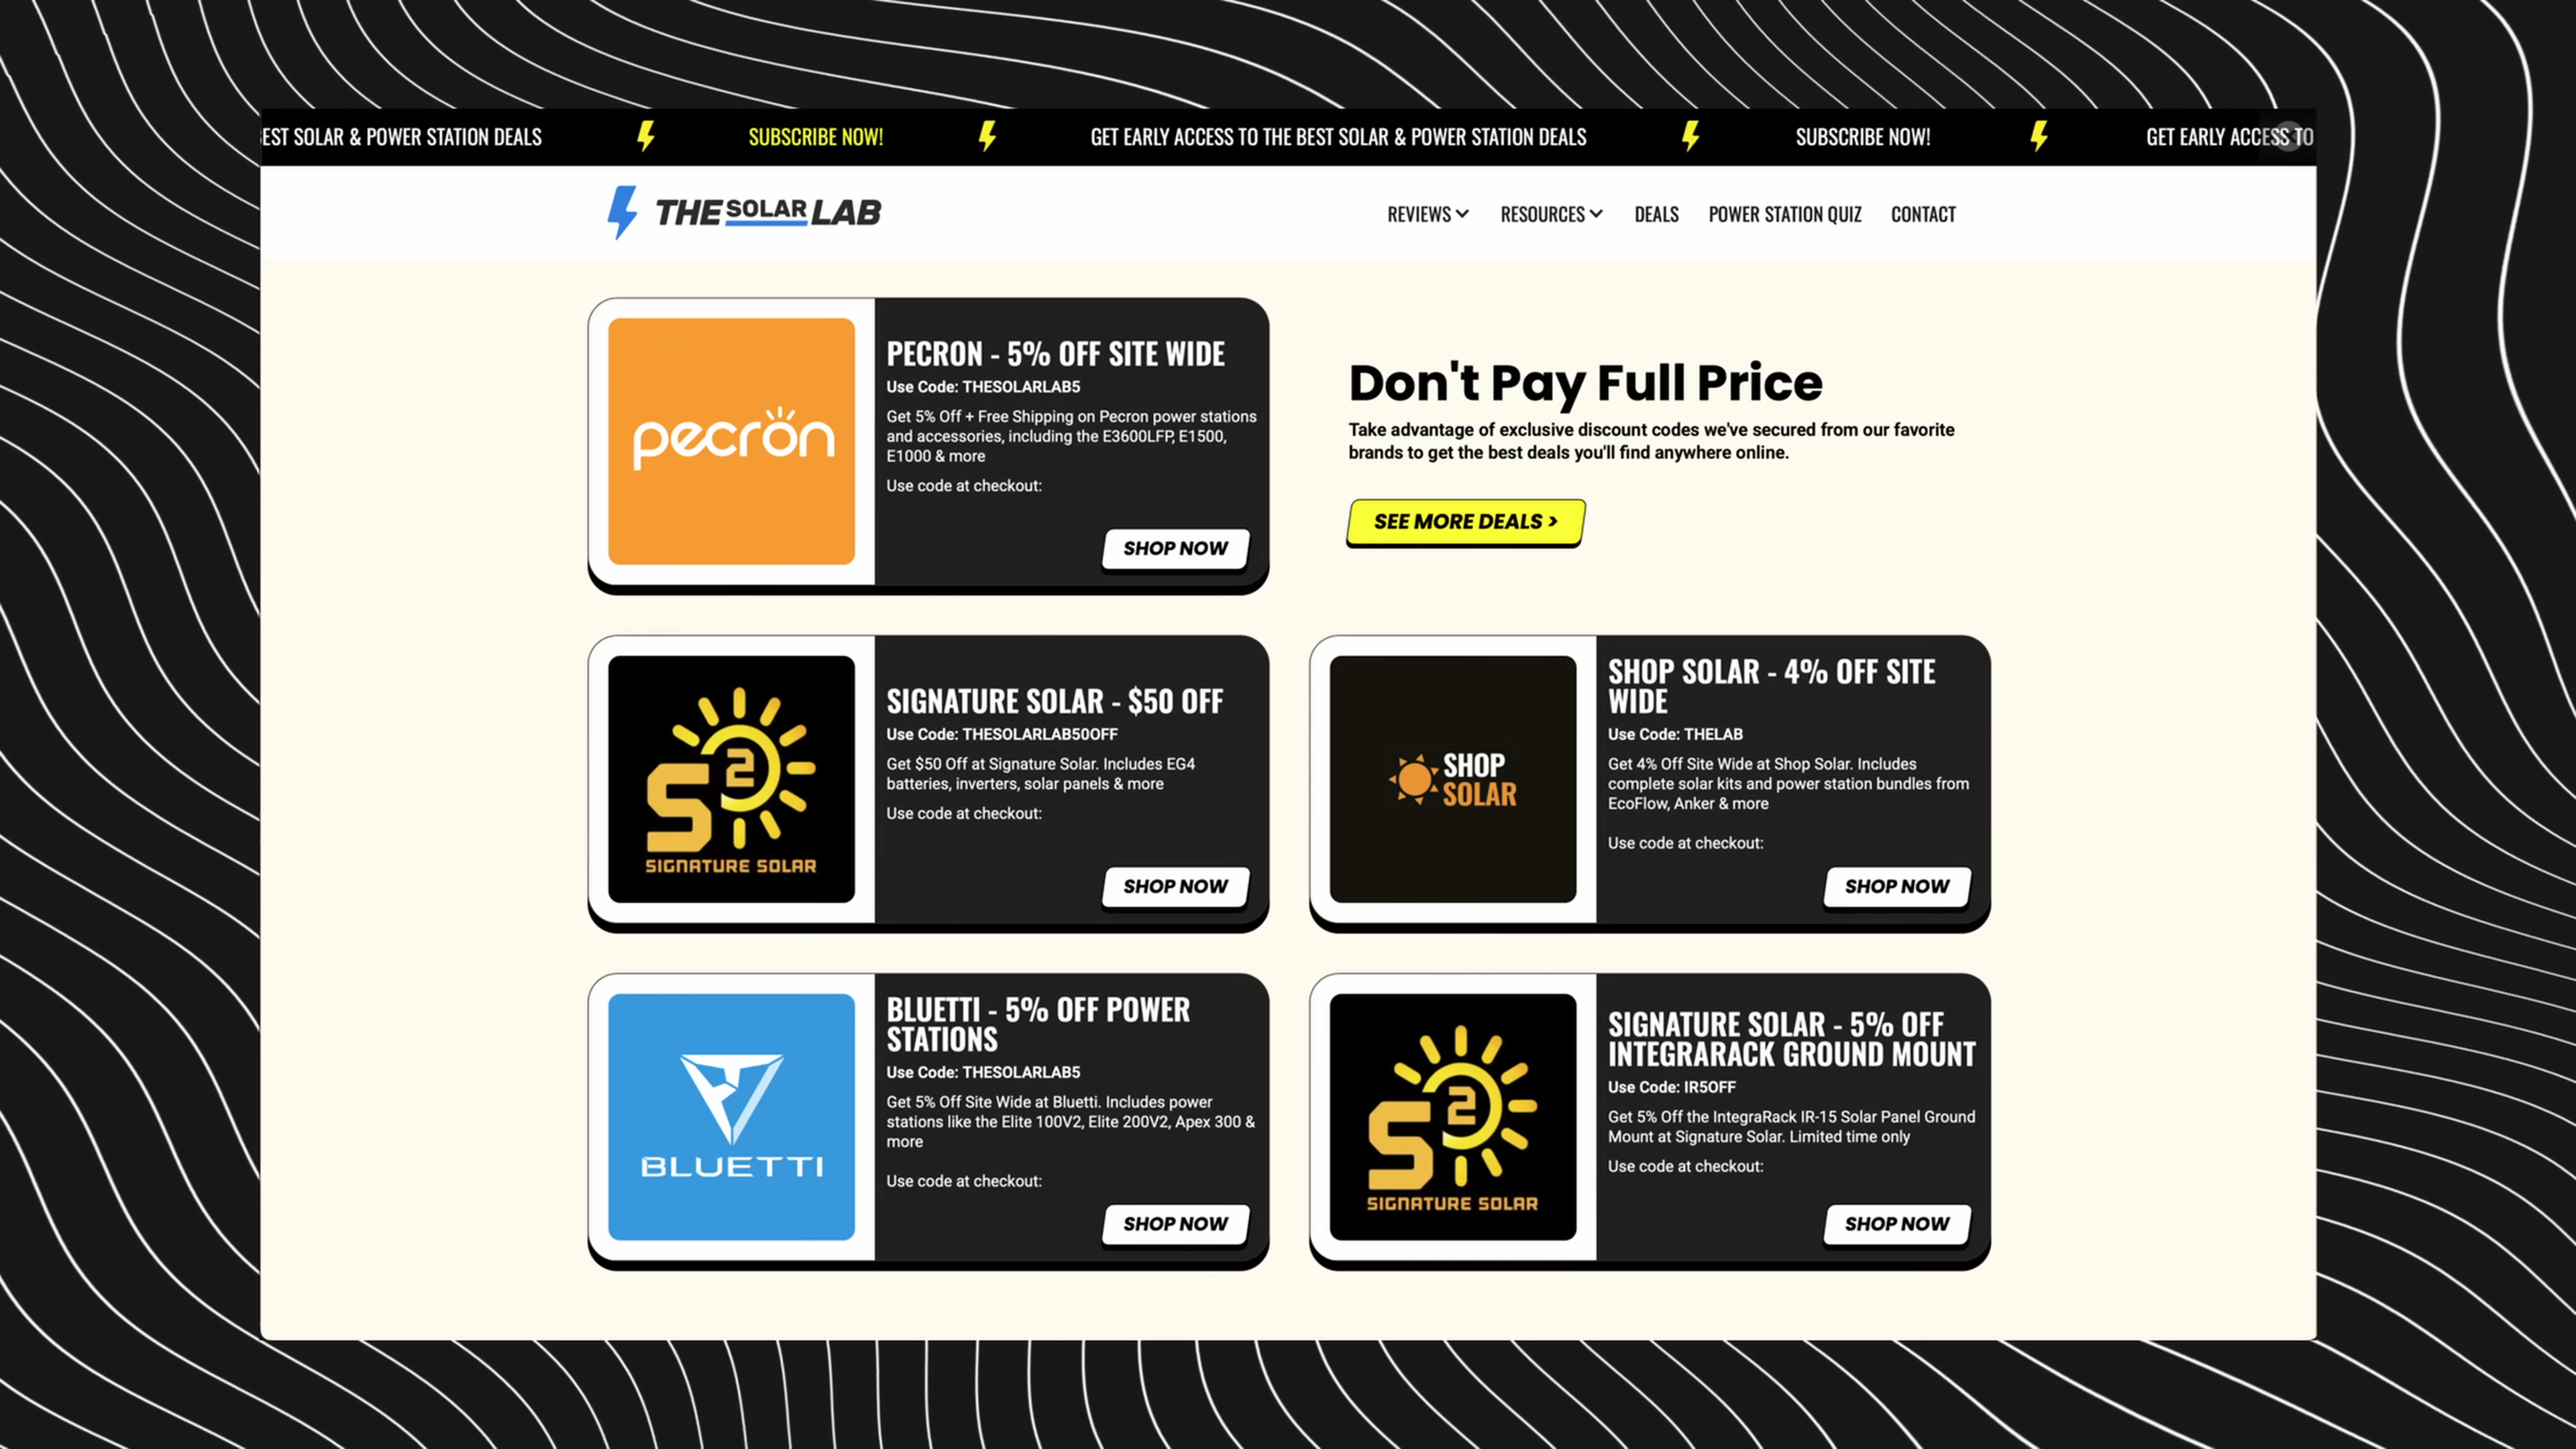 EST SOLAR & POWER STATION DEALS SUBSCRIBE NOW! GET EARLY ACCESS TO THE BEST SOLAR & POWER STATION DEALS SUBSCRIBE NOW! GET EARLY ACCESS TO
THE SOLAR LAB
REVIEWS RESOURCES DEALS POWER STATION QUIZ CONTACT
pecron
PECRON - 5% OFF SITE WIDE
Use Code: THESOLARLAB5
Get 5% Off + Free Shipping on Pecron power stations
and accessories, including the E3600LFP, E1500,
E1000 & more
Use code at checkout:
SHOP NOW
Don't Pay Full Price
Take advantage of exclusive discount codes we've secured from our favorite
brands to get the best deals you'll find anywhere online.
SEE MORE DEALS >
S2
SIGNATURE SOLAR
SIGNATURE SOLAR - $50 OFF
Use Code: THESOLARLAB50OFF
Get $50 Off at Signature Solar. Includes EG4
batteries, inverters, solar panels & more
Use code at checkout:
SHOP NOW
SHOP
SOLAR
SHOP SOLAR - 4% OFF SITE
WIDE
Use Code: THELAB
Get 4% Off Site Wide at Shop Solar. Includes
complete solar kits and power station bundles from
EcoFlow, Anker & more
Use code at checkout:
SHOP NOW
BLUETTI
BLUETTI - 5% OFF POWER
STATIONS
Use Code: THESOLARLAB5
Get 5% Off Site Wide at Bluetti. Includes power
stations like the Elite 100V2, Elite 200V2, Apex 300 &
more
Use code at checkout:
SHOP NOW
S2
SIGNATURE SOLAR
SIGNATURE SOLAR - 5% OFF
INTEGRARACK GROUND MOUNT
Use Code: IR5OFF
Get 5% Off the IntegraRack IR-15 Solar Panel Ground
Mount at Signature Solar. Limited time only
Use code at checkout:
SHOP NOW